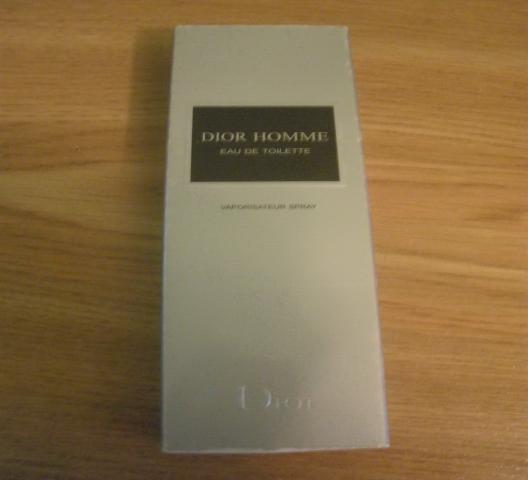 DIOR HOMME
EAU DE TOILETTE
VAPORISATEUR SPRAY
Dior